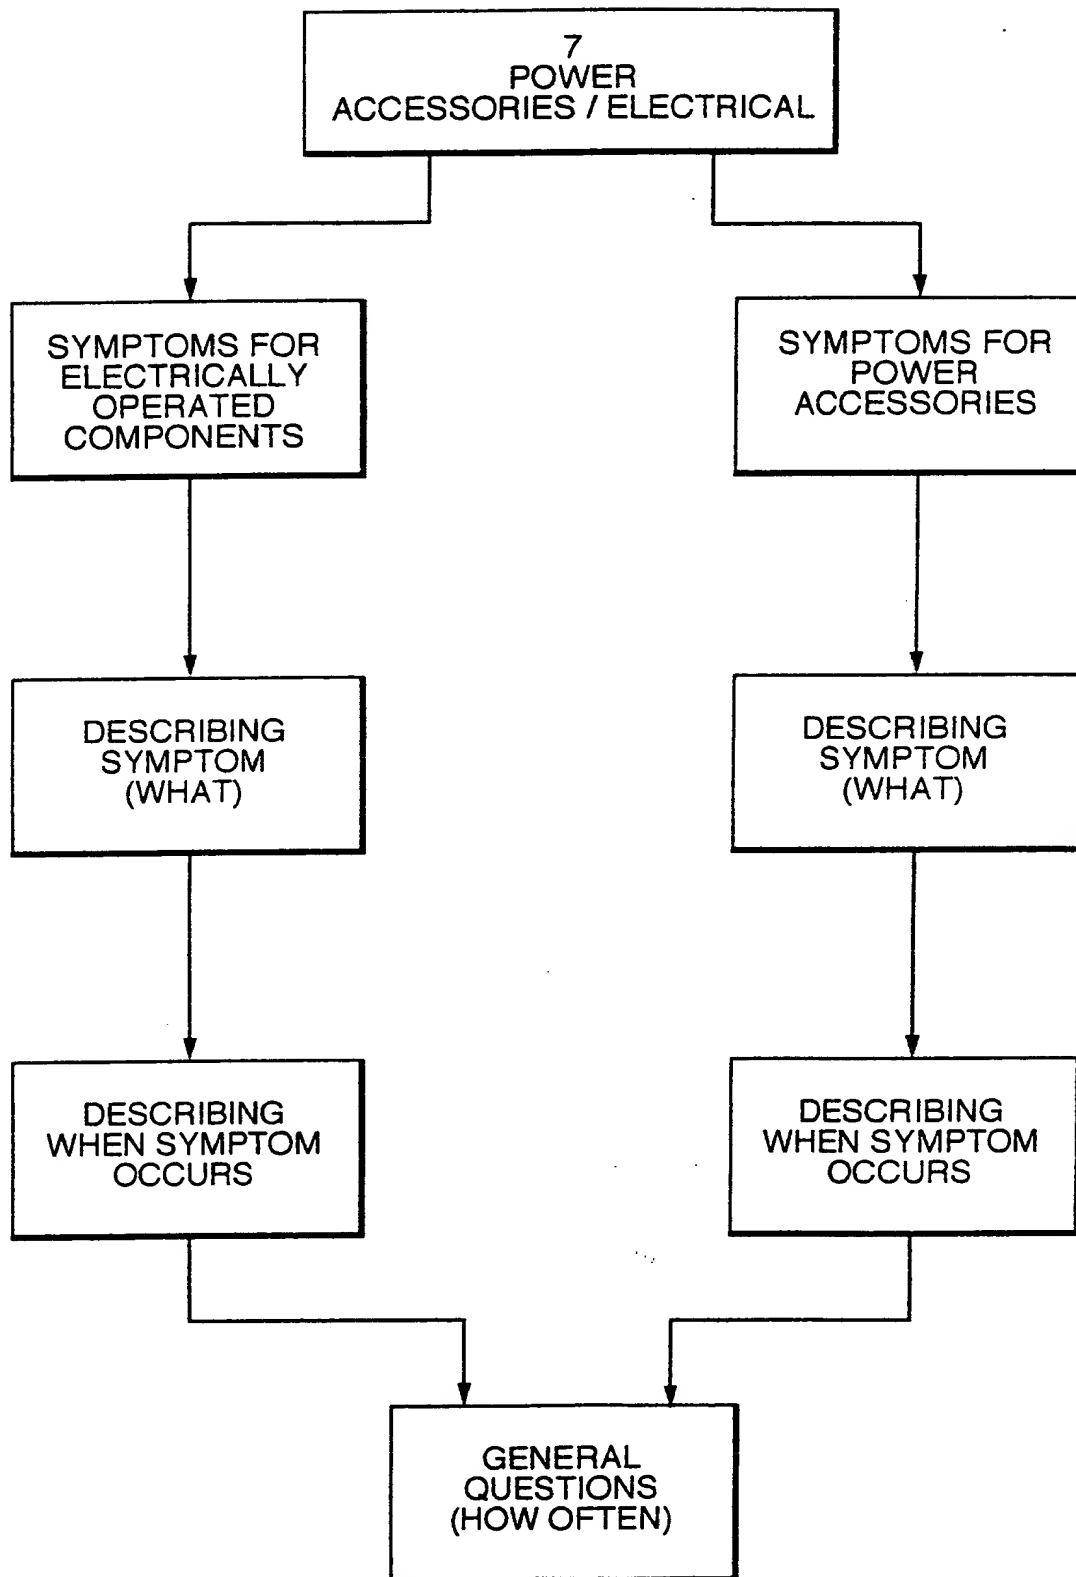 7
POWER
ACCESSORIES / ELECTRICAL
SYMPTOMS FOR
ELECTRICALLY
OPERATED
COMPONENTS
SYMPTOMS FOR
POWER
ACCESSORIES
DESCRIBING
SYMPTOM
(WHAT)
DESCRIBING
SYMPTOM
(WHAT)
DESCRIBING
WHEN SYMPTOM
OCCURS
DESCRIBING
WHEN SYMPTOM
OCCURS
GENERAL
QUESTIONS
(HOW OFTEN)